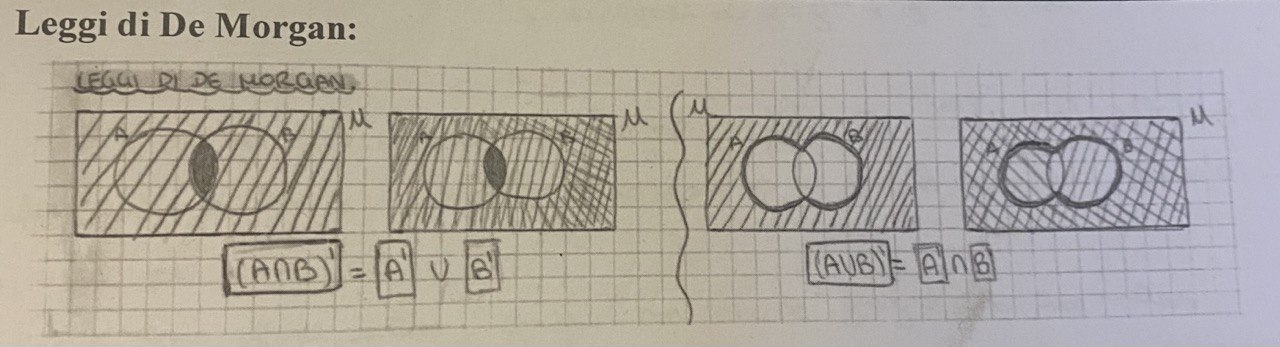 Leggi di De Morgan:
LEGGI DI DE MORGAN
A B U A B U U A B A B U
(A∩B)' = A' ∪ B' (A∪B)' = A' ∩ B'